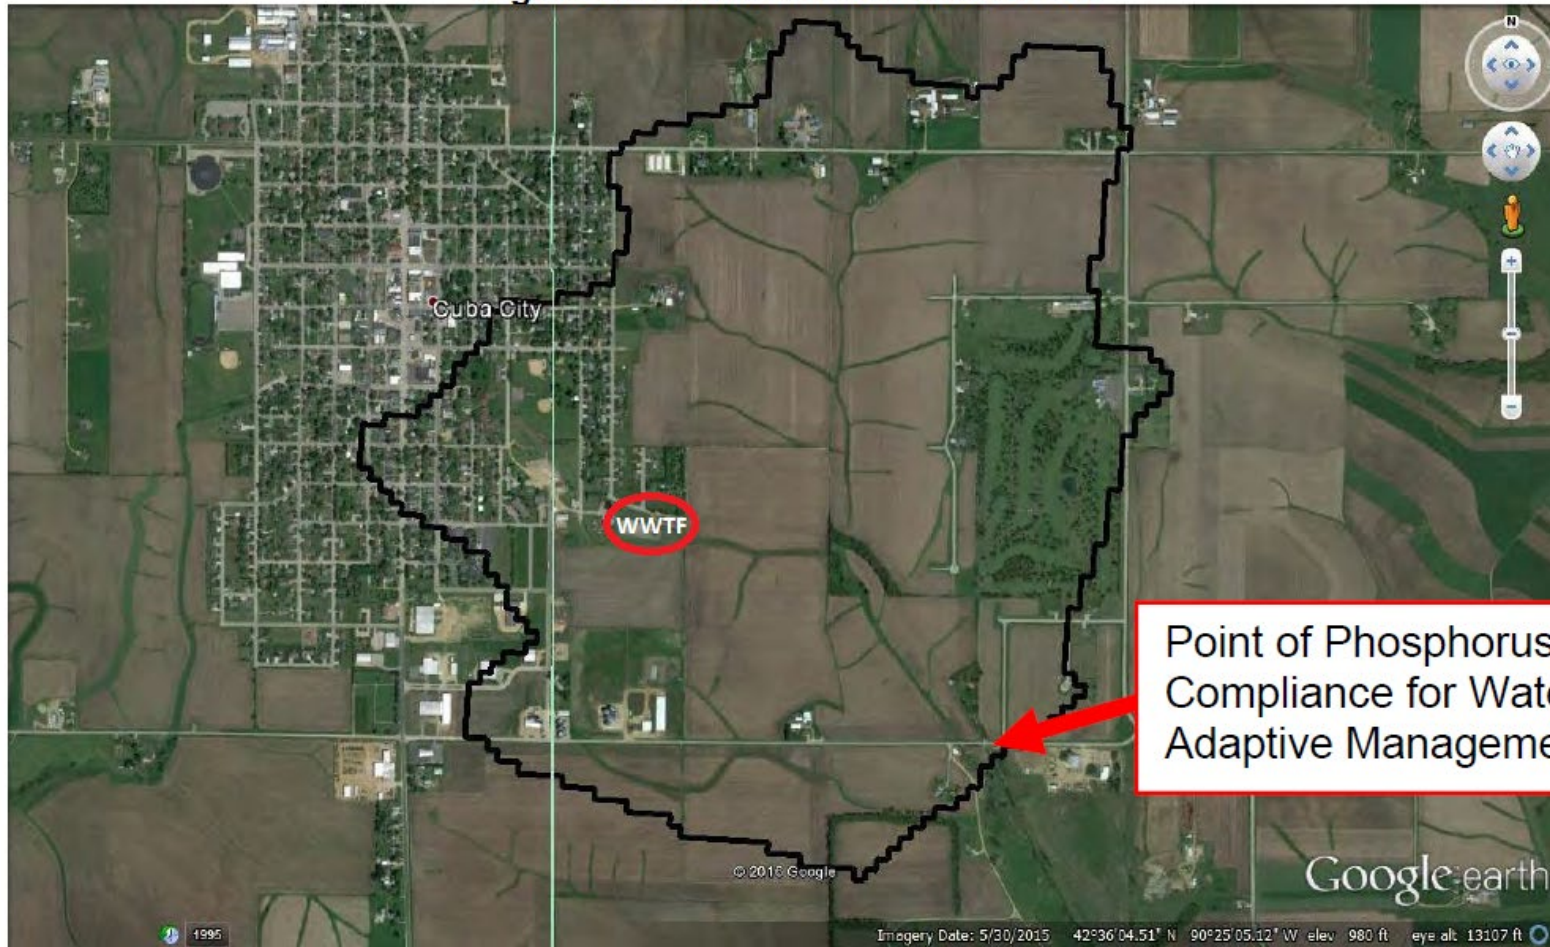 N
Cuba City
WWTF
Point of Phosphorus
Compliance for Wat
Adaptive Manageme
© 2016 Google
Google earth
1995
Imagery Date: 5/30/2015 42°36'04.51" N 90°25'05.12" W elev 980 ft eye alt 13107 ft